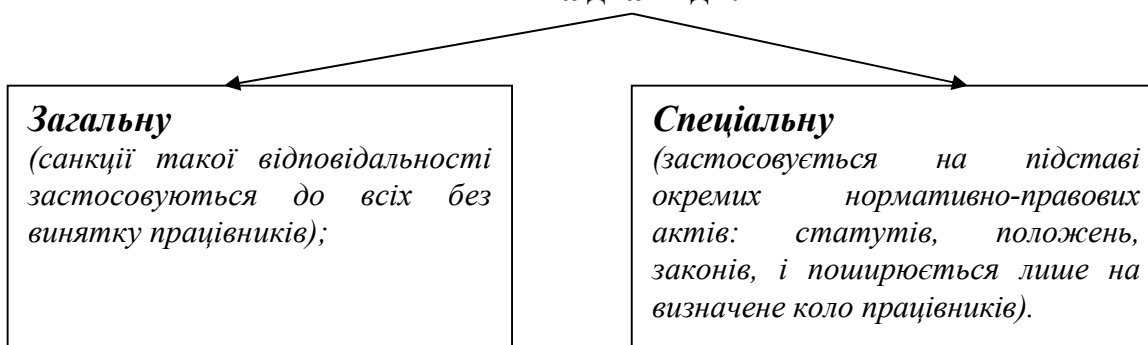 Загальну
(санкції такої відповідальності
застосовуються до всіх без
винятку працівників);
Спеціальну
(застосовується на підставі
окремих нормативно-правових
актів: статутів, положень,
законів, і поширюється лише на
визначене коло працівників).